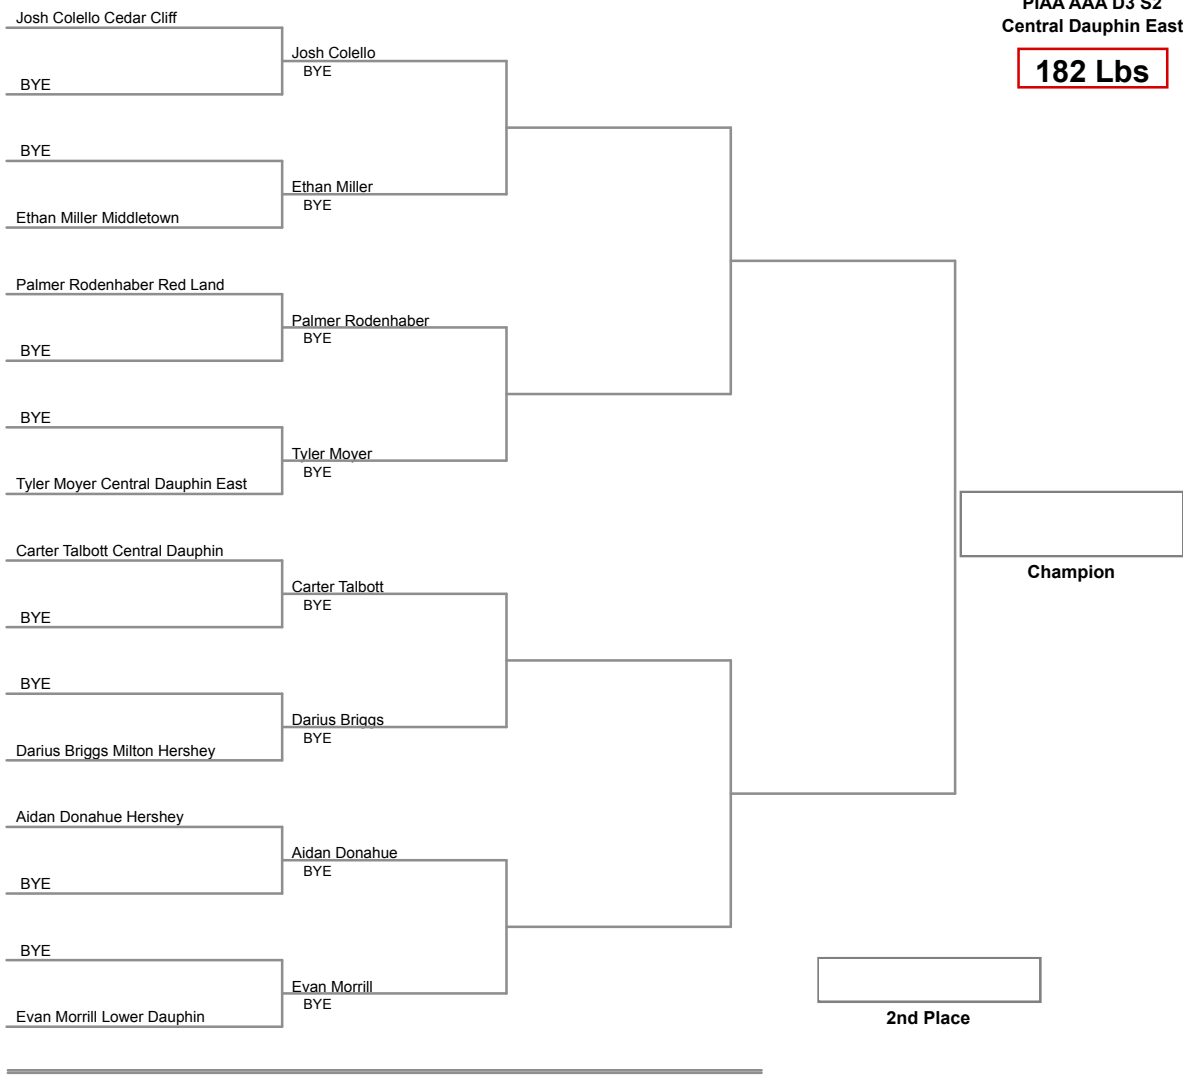 PIAA AAA D3 S2
Central Dauphin East
182 Lbs
Josh Colello Cedar Cliff
BYE
BYE
Ethan Miller Middletown
Palmer Rodenhaber Red Land
BYE
BYE
Tyler Moyer Central Dauphin East
Carter Talbott Central Dauphin
BYE
BYE
Darius Briggs Milton Hershey
Aidan Donahue Hershey
BYE
BYE
Evan Morrill Lower Dauphin
Josh Colello
BYE
Ethan Miller
BYE
Palmer Rodenhaber
BYE
Tyler Moyer
BYE
Carter Talbott
BYE
Darius Briggs
BYE
Aidan Donahue
BYE
Evan Morrill
BYE
Champion
2nd Place